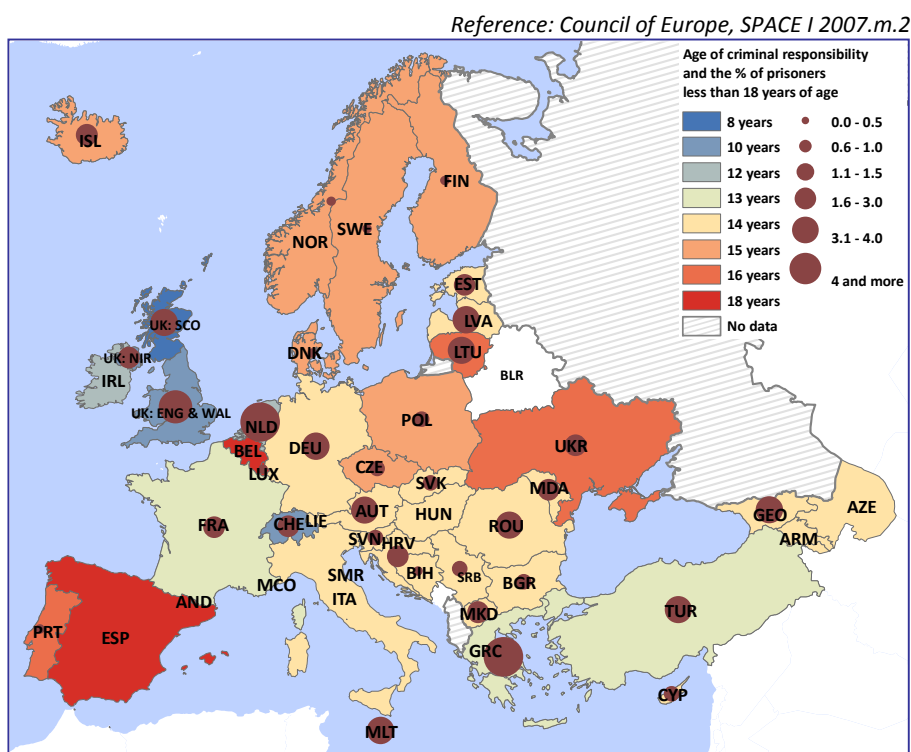 Reference: Council of Europe, SPACE I 2007.m.2
Age of criminal responsibility
and the % of prisoners
less than 18 years of age
8 years 0.0 - 0.5
10 years 0.6 - 1.0
12 years 1.1 - 1.5
13 years 1.6 - 3.0
14 years 3.1 - 4.0
15 years
16 years 4 and more
18 years
No data
ISL
FIN
SWE
NOR
EST
LVA
UK: SCO
LTU
DNK
UK: NIR
BLR
IRL
UK: ENG & WAL
POL
NLD
DEU
UKR
BEL
CZE
LUX
SVK
MDA
AZE
AUT
HUN
GEO
CHE
LIE
FRA
ROU
SVN
HRV
ARM
BIH
SRB
SMR
BGR
MCO
ITA
AND
MKD
TUR
PRT
ESP
GRC
CYP
MLT